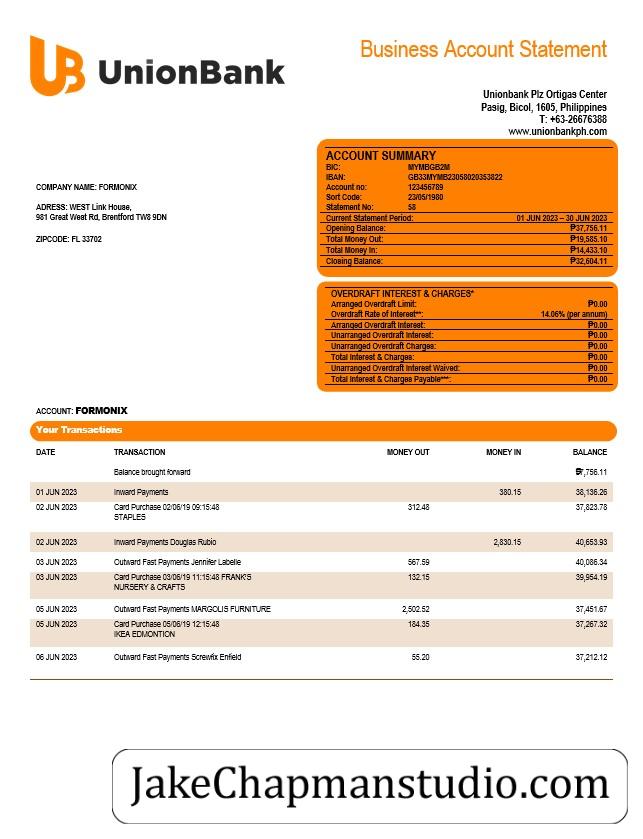 UB UnionBank
Business Account Statement
Unionbank Plz Ortigas Center
Pasig, Bicol, 1605, Philippines
T: +63-26676388
www.unionbankph.com
COMPANY NAME: FORMONIX
ADRESS: WEST Link House,
981 Great West Rd, Brentford TW8 9DN
ZIPCODE: FL 33702
ACCOUNT SUMMARY
BIC: MYMBGB2M
IBAN: GB33MYMB23058020353822
Account no: 123456789
Sort Code: 23/05/1980
Statement No: 58
Current Statement Period: 01 JUN 2023 – 30 JUN 2023
Opening Balance: ₱37,756.11
Total Money Out: ₱19,585.10
Total Money In: ₱14,433.10
Closing Balance: ₱32,604.11
OVERDRAFT INTEREST & CHARGES*
Arranged Overdraft Limit: ₱0.00
Overdraft Rate of Interest**: 14.06% (per annum)
Arranged Overdraft Interest: ₱0.00
Unarranged Overdraft Interest: ₱0.00
Unarranged Overdraft Charges: ₱0.00
Total Interest & Charges: ₱0.00
Unarranged Overdraft Interest Waived: ₱0.00
Total Interest & Charges Payable***: ₱0.00
ACCOUNT: FORMONIX
Your Transactions
DATE TRANSACTION MONEY OUT MONEY IN BALANCE
Balance brought forward
01 JUN 2023 Inward Payments 380.15 38,136.26
02 JUN 2023 Card Purchase 02/06/19 09:15:48 312.48 37,823.78
STAPLES
02 JUN 2023 Inward Payments Douglas Rubio 2,830.15 40,653.93
03 JUN 2023 Outward Fast Payments Jennifer Labelle 567.59 40,086.34
03 JUN 2023 Card Purchase 03/06/19 11:15:48 FRANK'S 132.15 39,954.19
NURSERY & CRAFTS
05 JUN 2023 Outward Fast Payments MARGOLIS FURNITURE 2,502.52 37,451.67
05 JUN 2023 Card Purchase 05/06/19 12:15:48 184.35 37,267.32
IKEA EDMONTION
06 JUN 2023 Outward Fast Payments Screwfix Enfield 55.20 37,212.12
JakeChapmanstudio.com